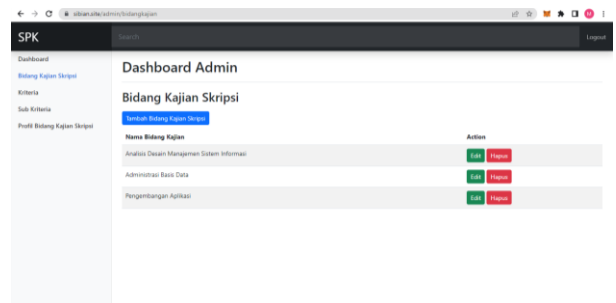 sibian.site/admin/bidangkajian
SPK
Search
Logout
Dashboard
Bidang Kajian Skripsi
Kriteria
Sub Kriteria
Profil Bidang Kajian Skripsi
Dashboard Admin
Bidang Kajian Skripsi
Tambah Bidang Kajian Skripsi
Nama Bidang Kajian Action
Analisis Desain Manajemen Sistem Informasi Edit Hapus
Administrasi Basis Data Edit Hapus
Pengembangan Aplikasi Edit Hapus